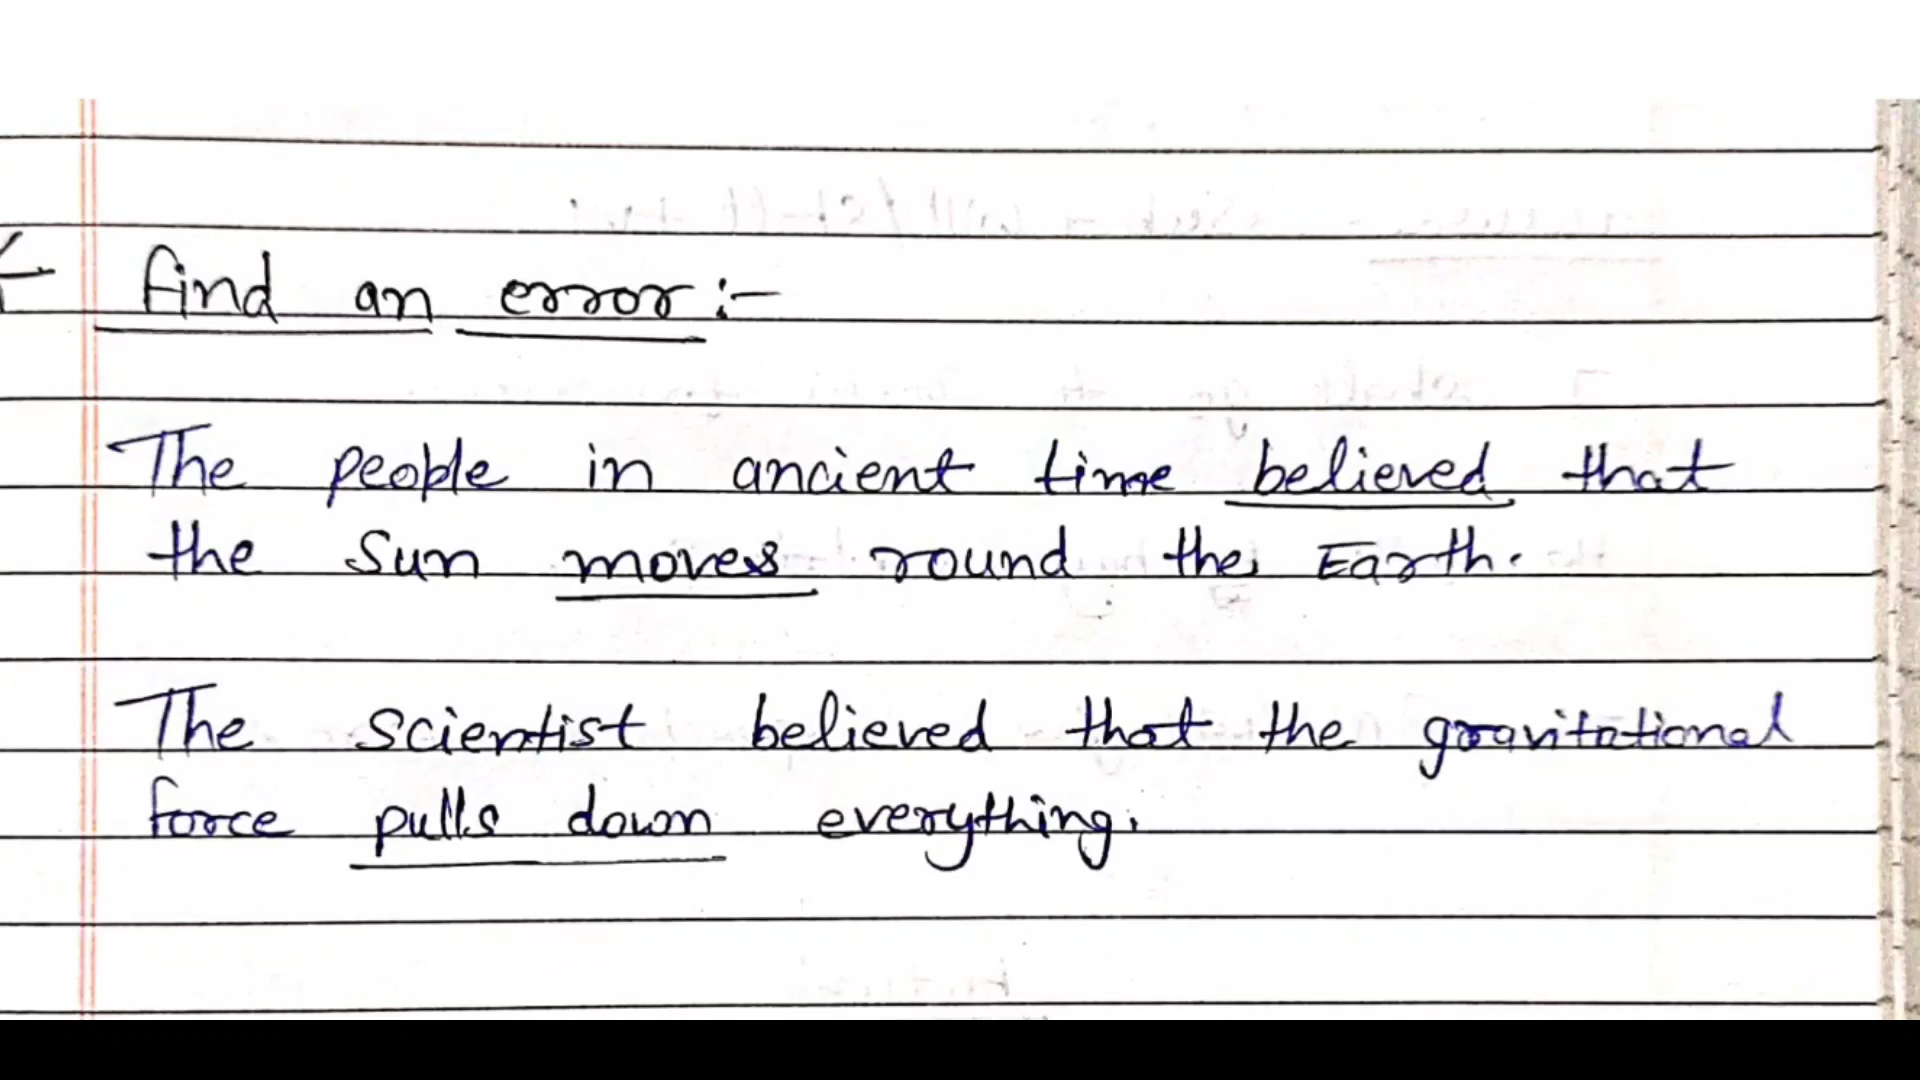 find an error:-
The people in ancient time believed that
the Sun moves round the Earth.
The scientist believed that the gravitational
force pulls down everything.